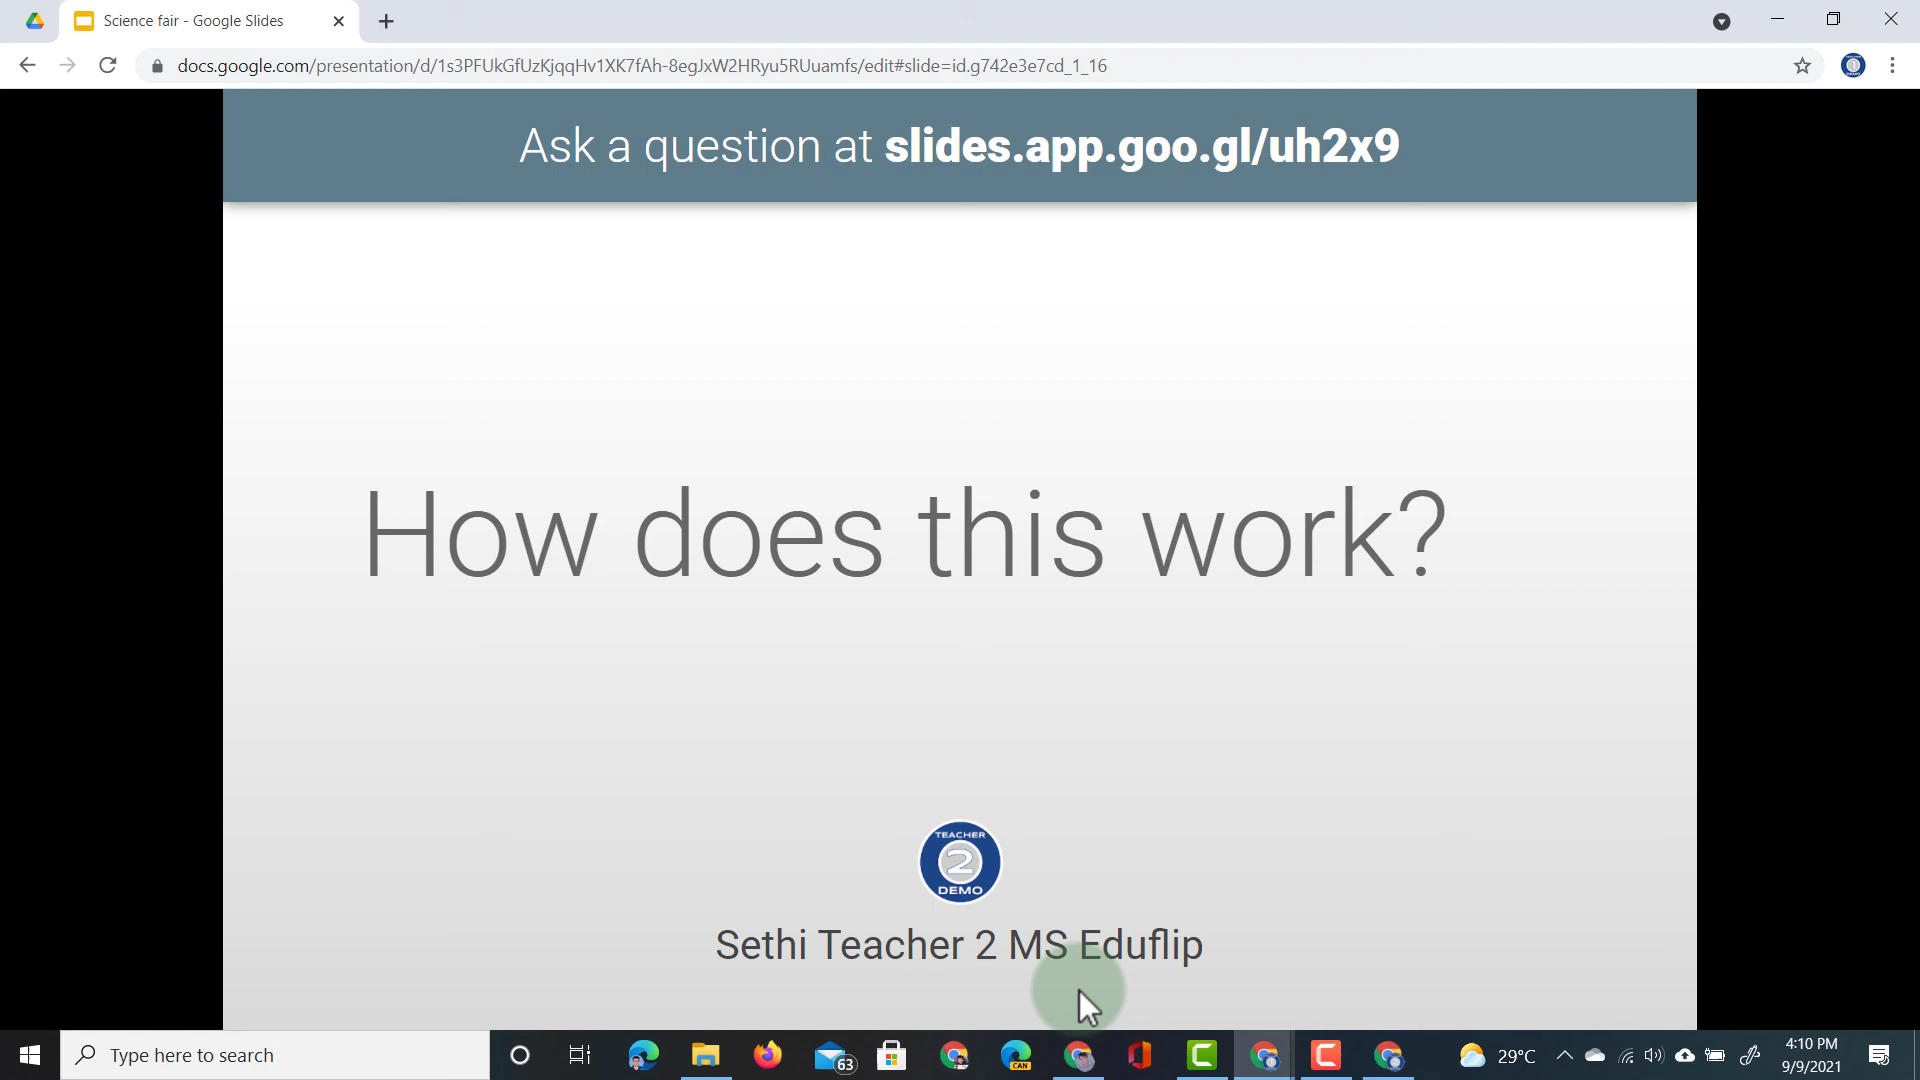 Science fair - Google Slides
docs.google.com/presentation/d/1s3PFUkGfUzKjqqHv1XK7fAh-8egJxW2HRyu5RUuamfs/edit#slide=id.g742e3e7cd_1_16
Ask a question at slides.app.goo.gl/uh2x9
How does this work?
TEACHER
2
DEMO
Sethi Teacher 2 MS Eduflip
Type here to search
63
CAN
29°C
4:10 PM
9/9/2021